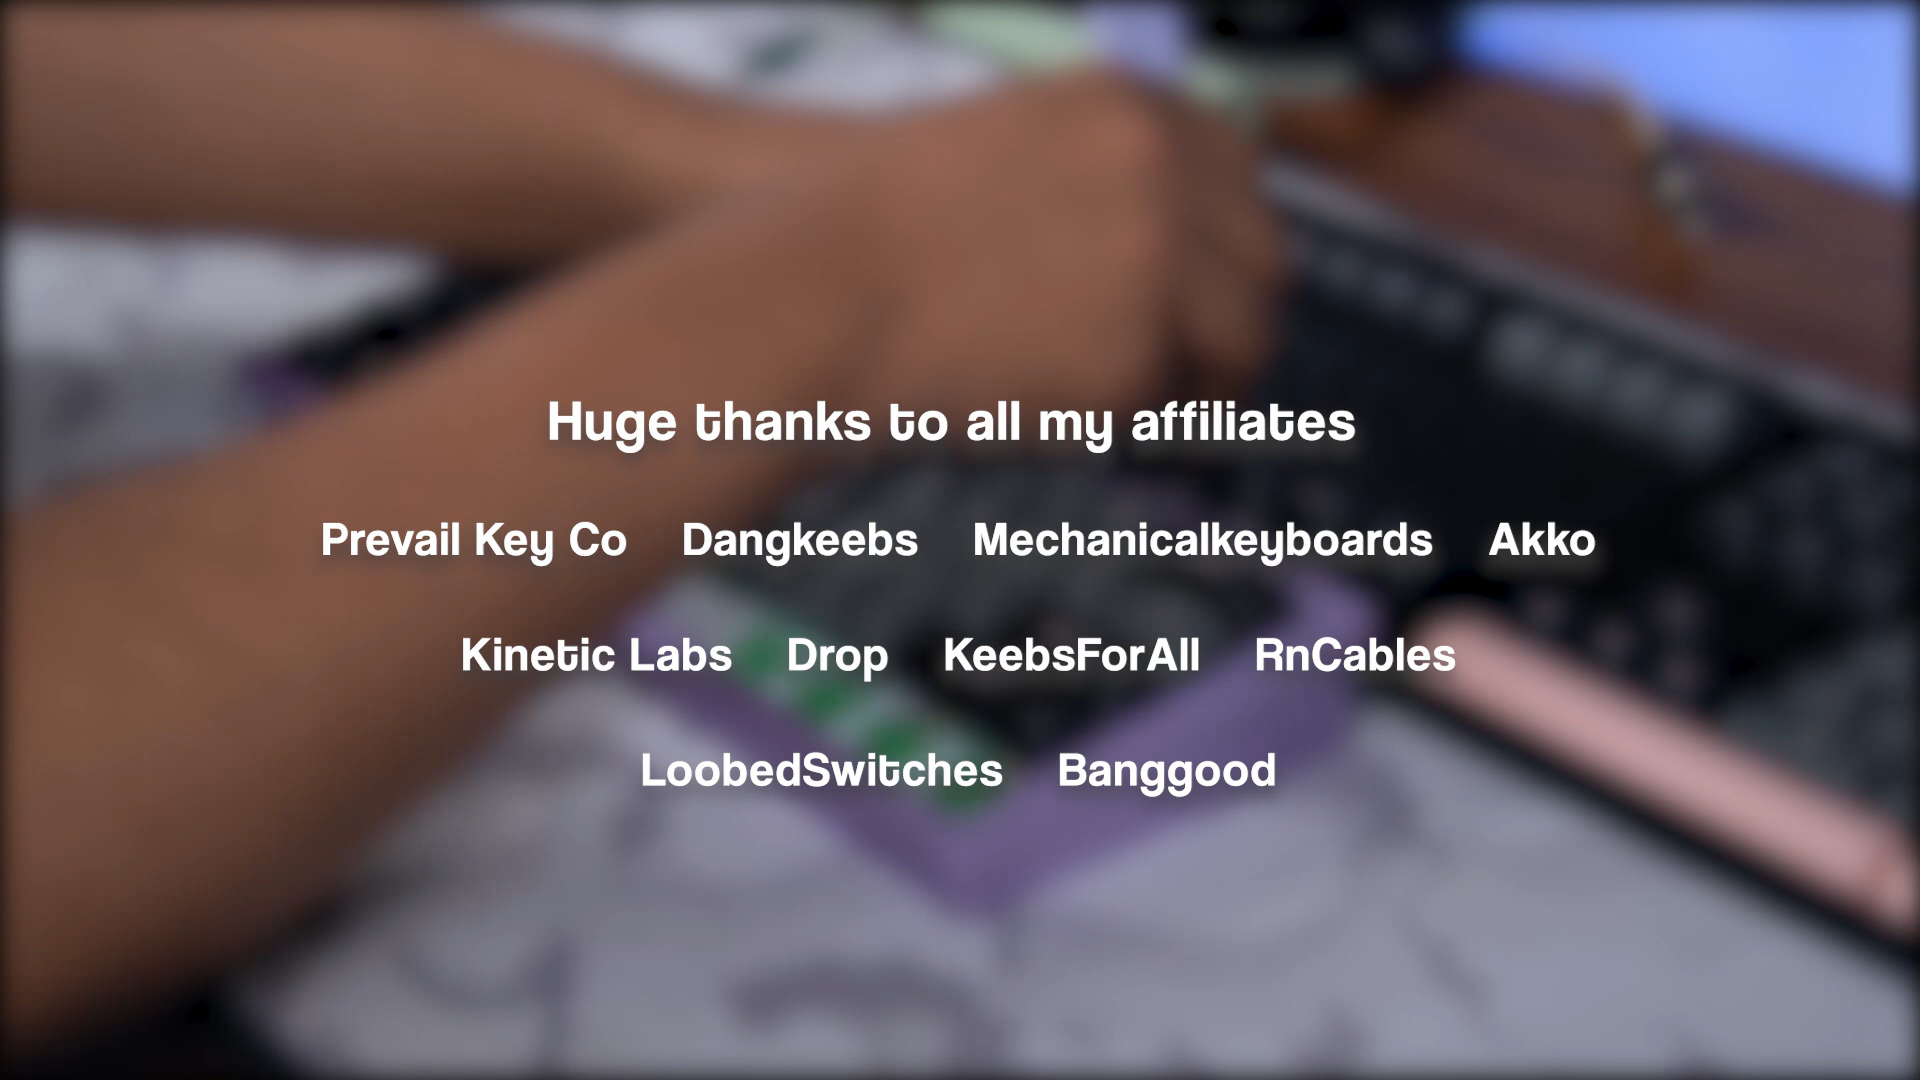 Huge thanks to all my affiliates
Prevail Key Co Dangkeebs Mechanicalkeyboards Akko
Kinetic Labs Drop KeebsForAll RnCables
LoobedSwitches Banggood